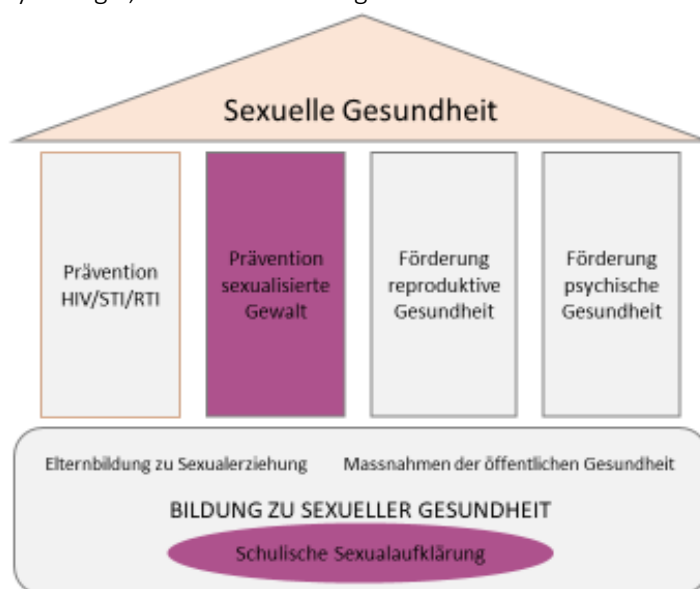 Sexuelle Gesundheit
Prävention
HIV/STI/RTI
Prävention
sexualisierte
Gewalt
Förderung
reproduktive
Gesundheit
Förderung
psychische
Gesundheit
Elternbildung zu Sexualerziehung
Massnahmen der öffentlichen Gesundheit
BILDUNG ZU SEXUELLER GESUNDHEIT
Schulische Sexualaufklärung